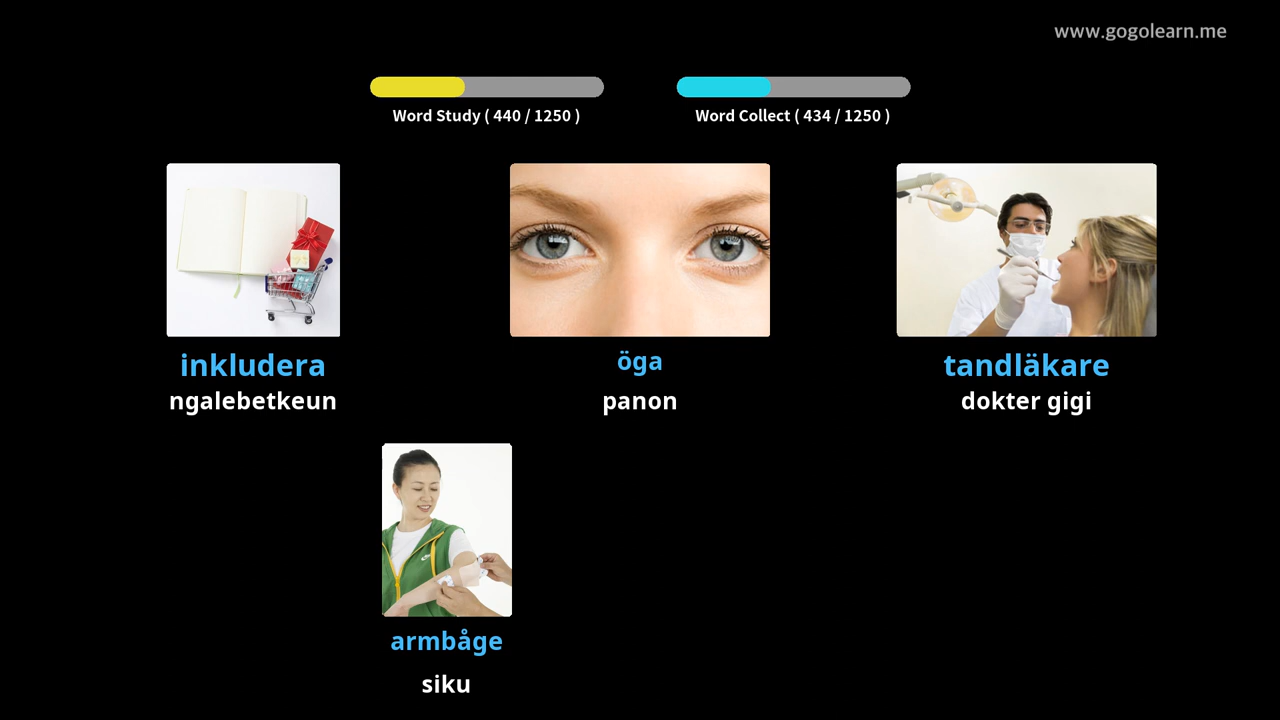 www.gogolearn.me
Word Study ( 440 / 1250 )
Word Collect ( 434 / 1250 )
inkludera
ngalebetkeun
öga
panon
tandläkare
dokter gigi
armbåge
siku